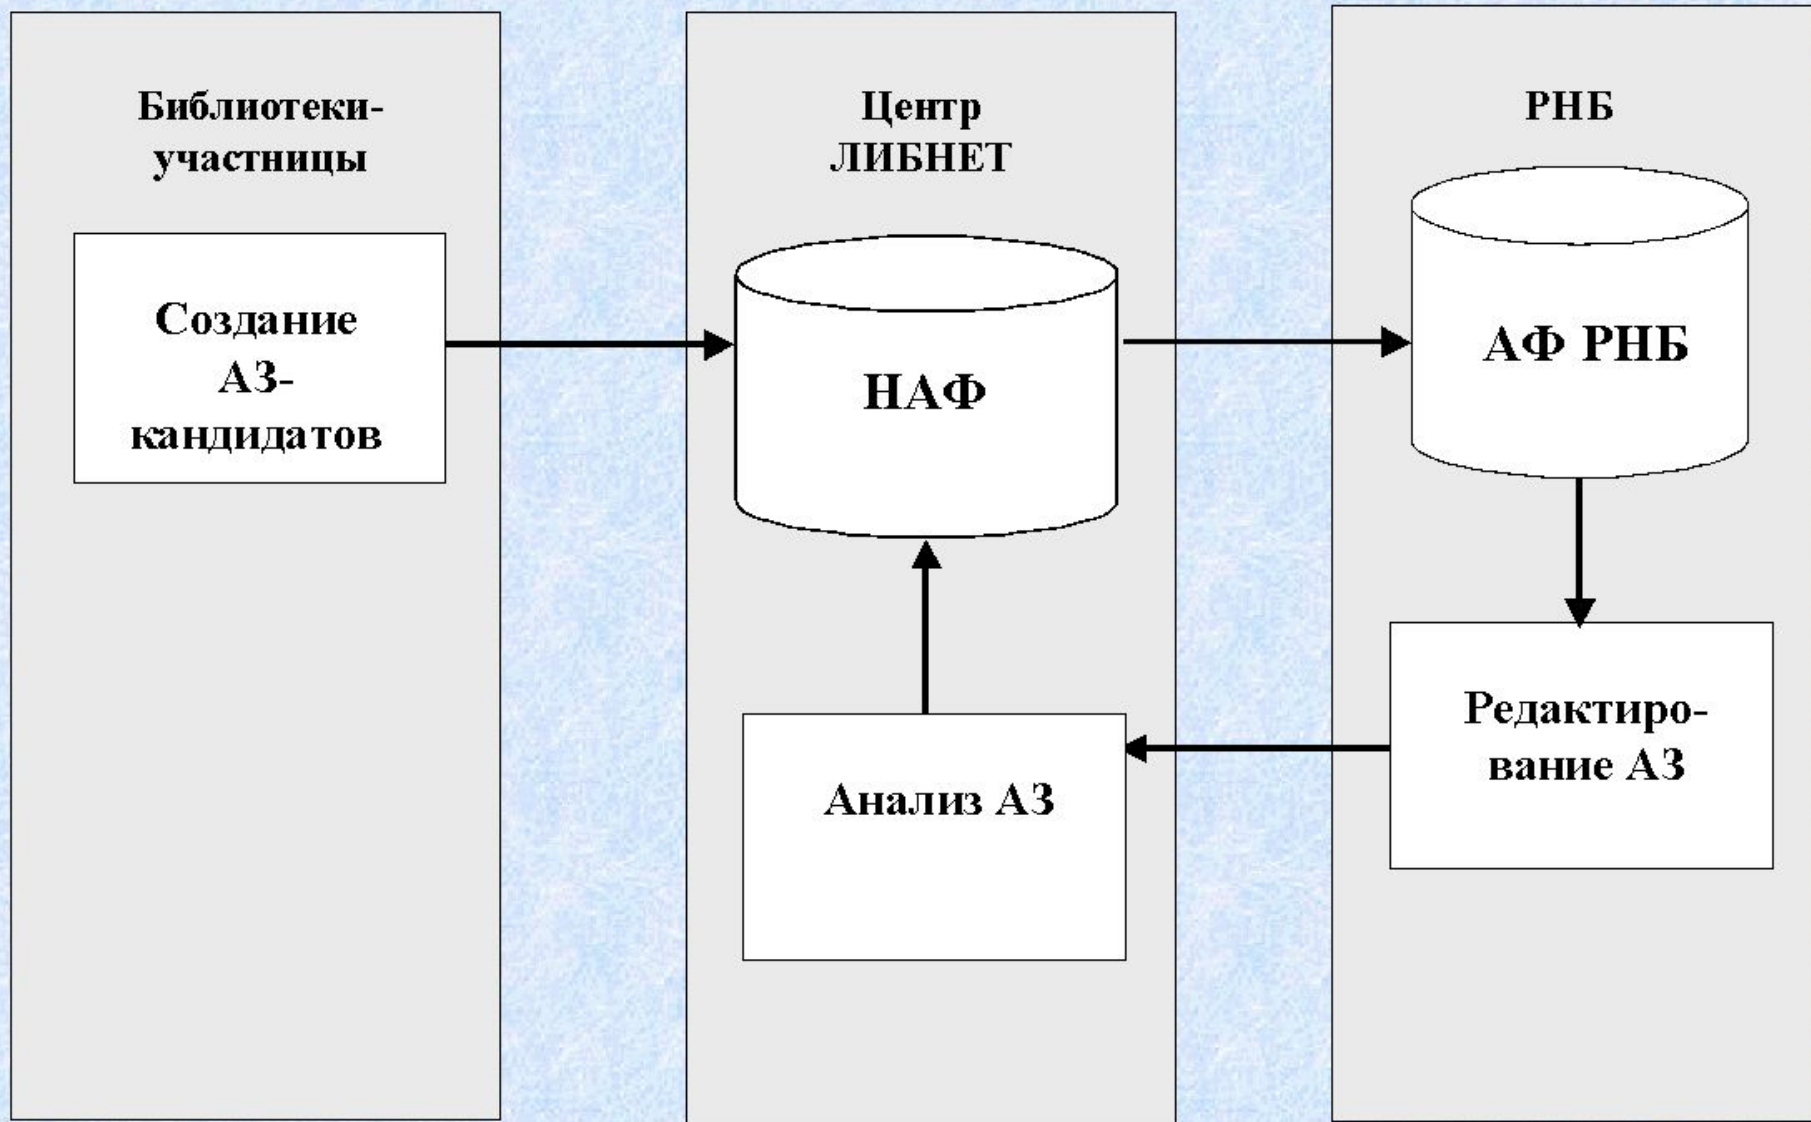 Библиотеки-
участницы
Создание
АЗ-
кандидатов
Центр
ЛИБНЕТ
НАФ
Анализ АЗ
РНБ
АФ РНБ
Редактиро-
вание АЗ